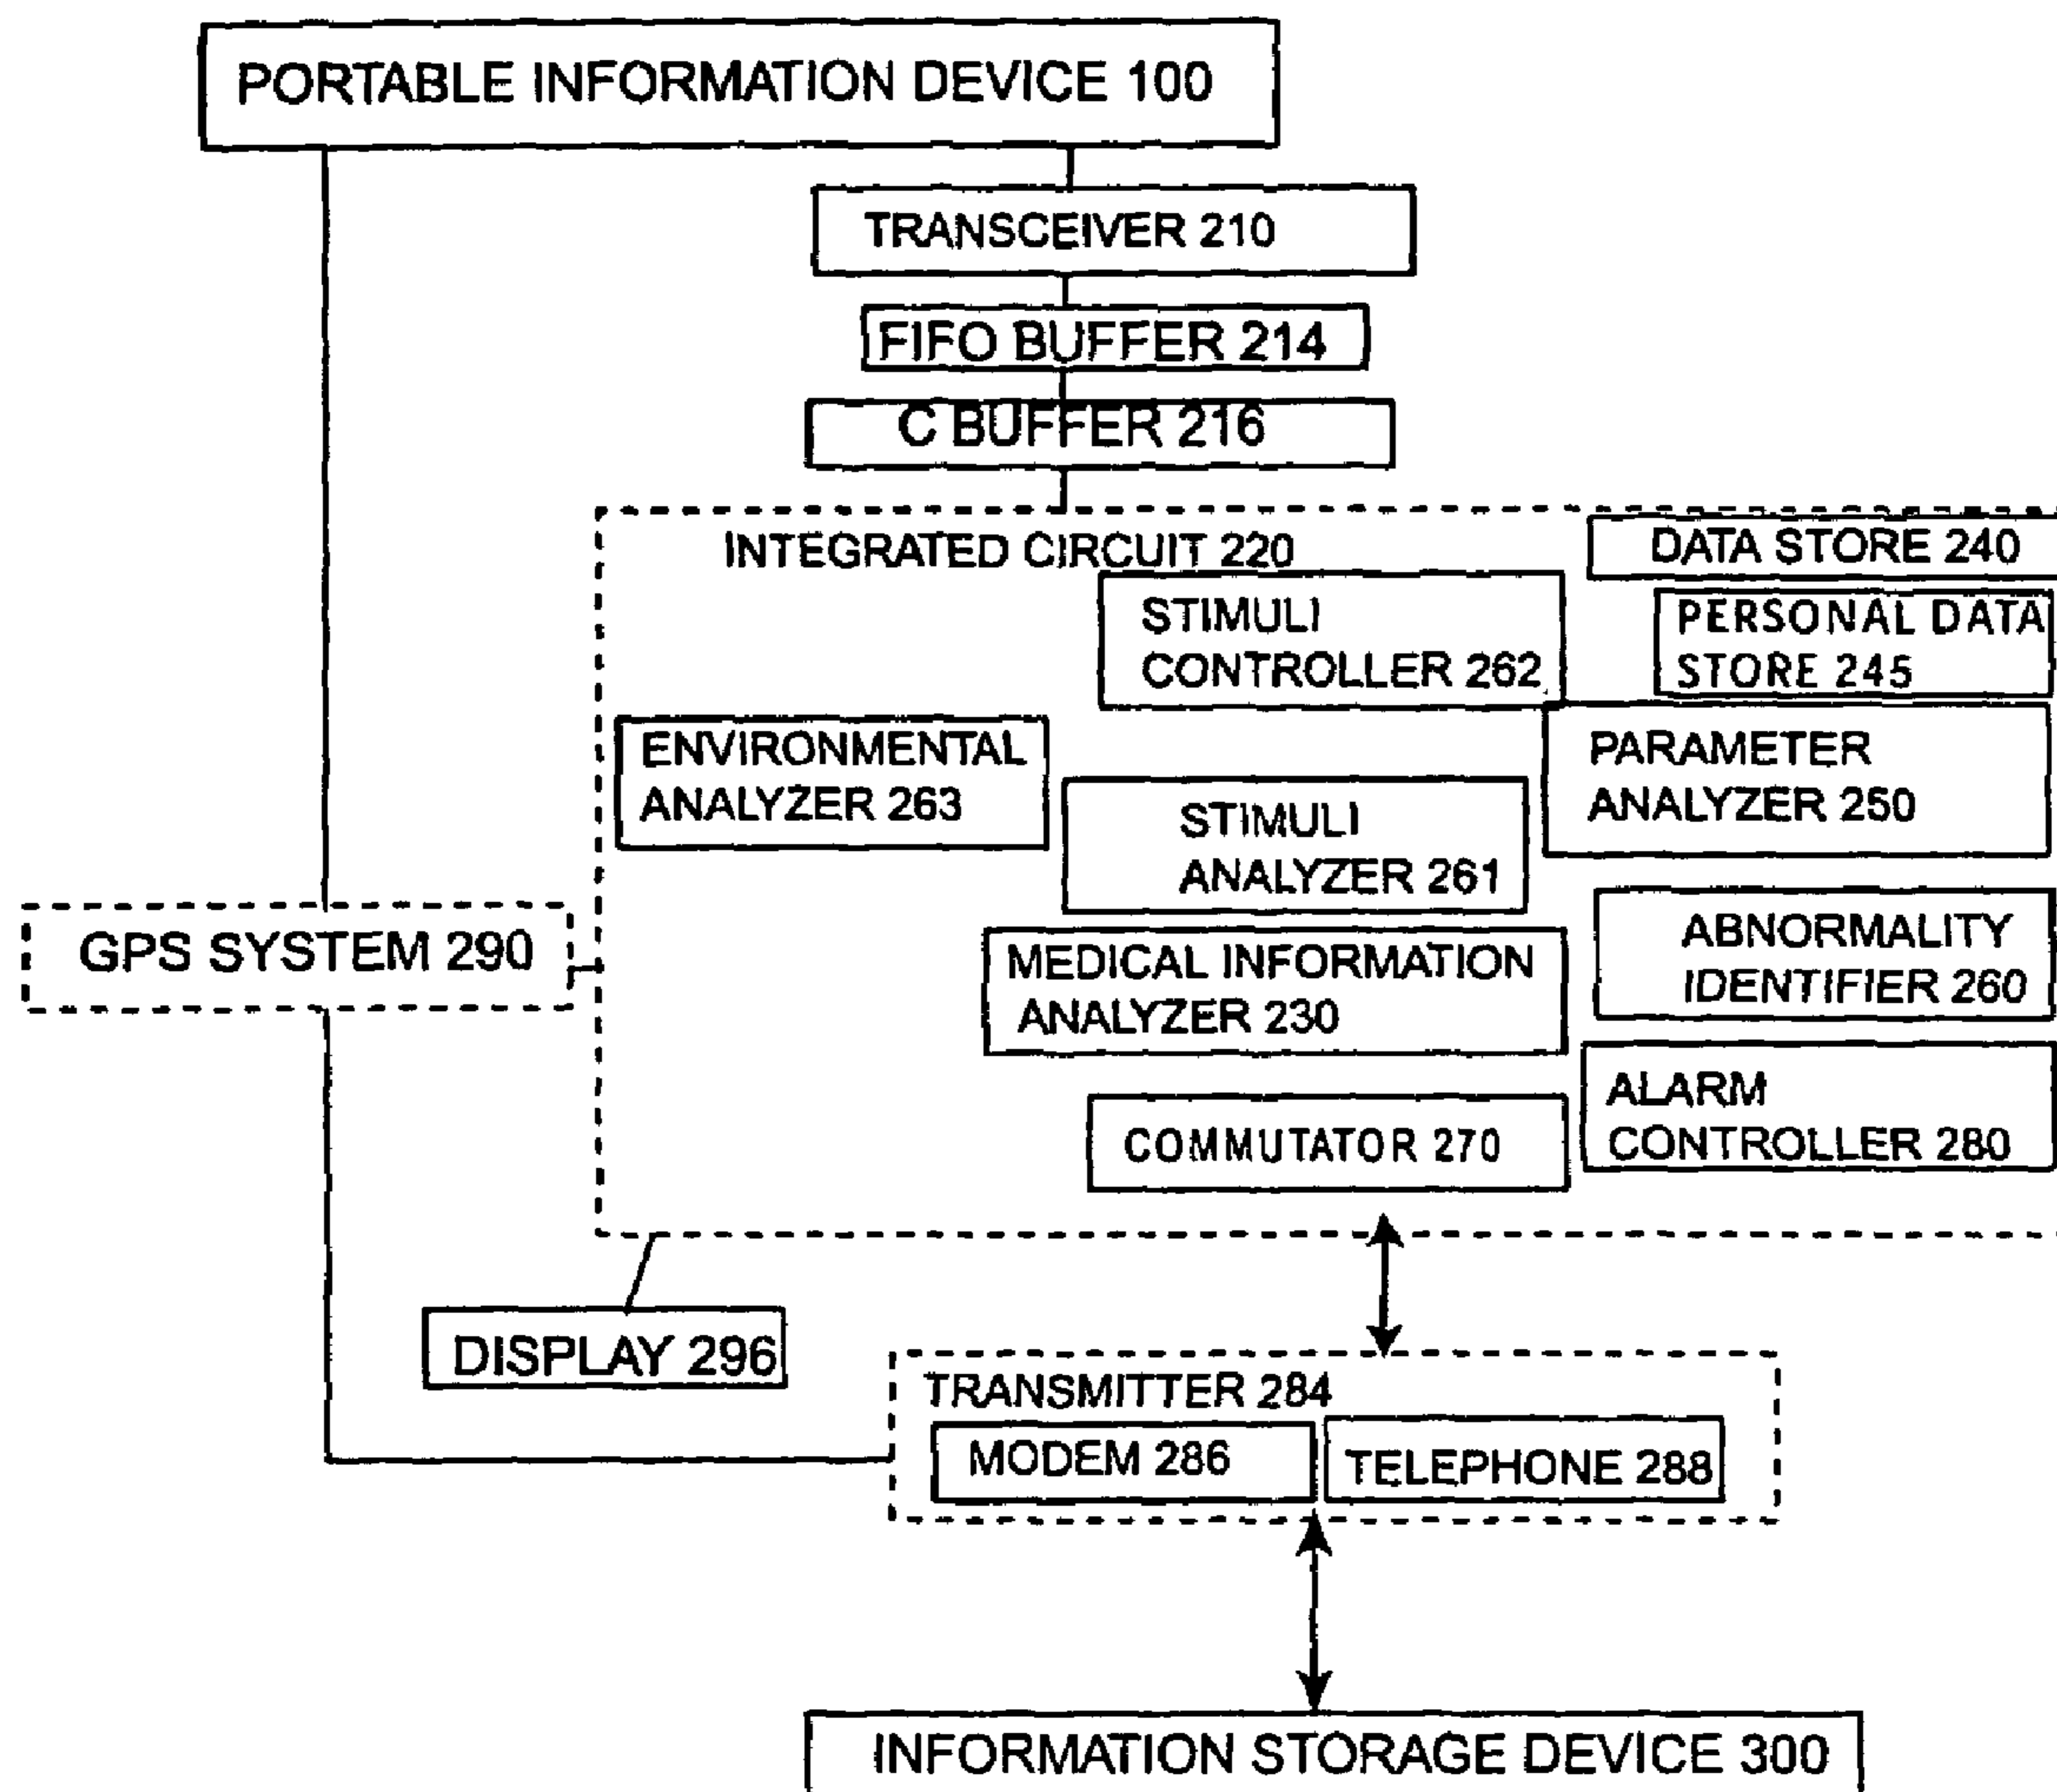 PORTABLE INFORMATION DEVICE 100
TRANSCEIVER 210
FIFO BUFFER 214
C BUFFER 216
INTEGRATED CIRCUIT 220
DATA STORE 240
STIMULI
CONTROLLER 262
PERSONAL DATA
STORE 245
ENVIRONMENTAL
ANALYZER 263
PARAMETER
ANALYZER 250
STIMULI
ANALYZER 261
GPS SYSTEM 290
MEDICAL INFORMATION
ANALYZER 230
ABNORMALITY
IDENTIFIER 260
COMMUTATOR 270
ALARM
CONTROLLER 280
DISPLAY 296
TRANSMITTER 284
MODEM 286
TELEPHONE 288
INFORMATION STORAGE DEVICE 300